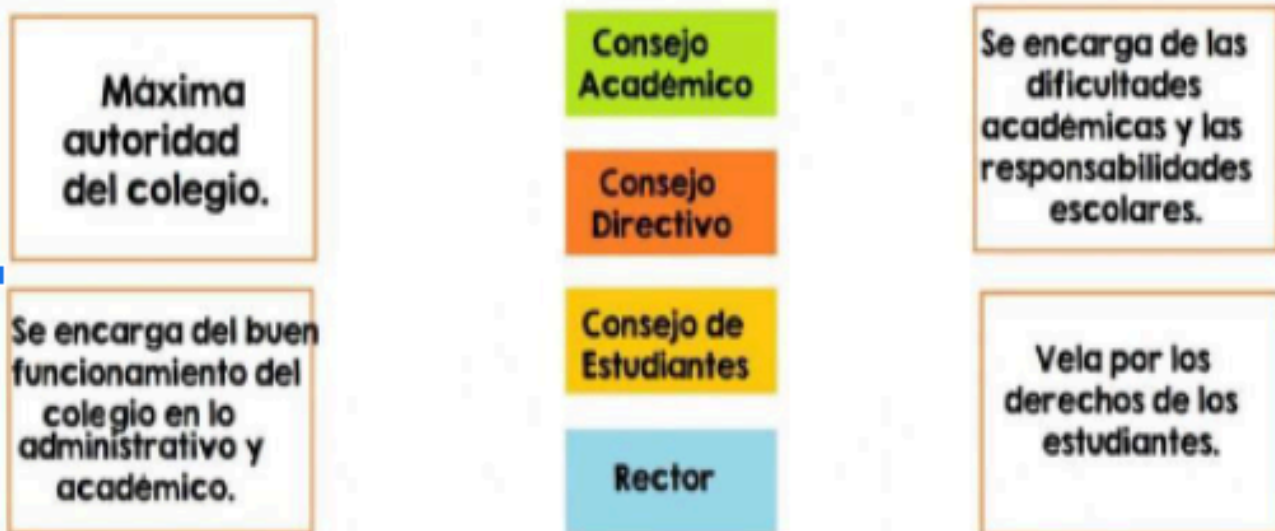 Máxima
autoridad
del colegio.
Se encarga del buen
funcionamiento del
colegio en lo
administrativo y
académico.
Consejo
Académico
Consejo
Directivo
Consejo de
Estudiantes
Rector
Se encarga de las
dificultades
académicas y las
responsabilidades
escolares.
Vela por los
derechos de los
estudiantes.